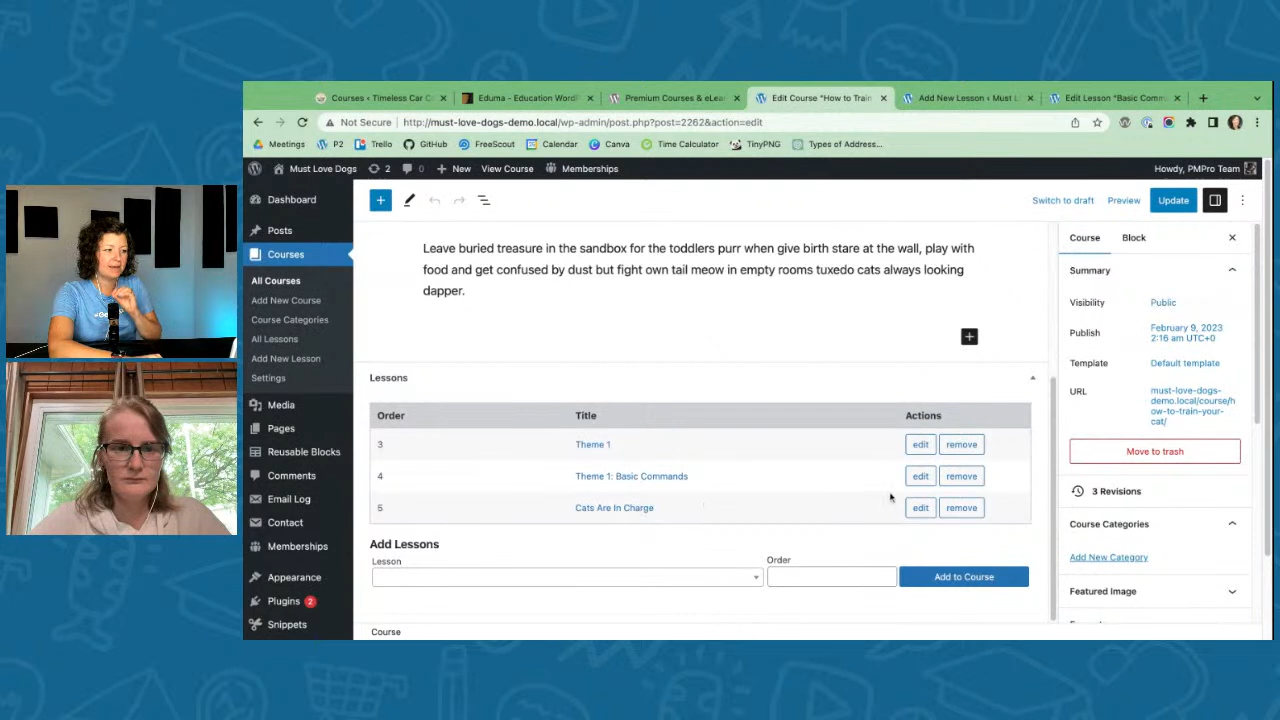 Courses ‹ Timeless Car C
Eduma – Education WordP
Premium Courses & eLea
Edit Course "How to Train
Add New Lesson ‹ Must L
Edit Lesson "Basic Comm
Not Secure
http://must-love-dogs-demo.local/wp-admin/post.php?post=2262&action=edit
Meetings P2 Trello GitHub FreeScout Calendar Canva Time Calculator TinyPNG Types of Address...
Must Love Dogs 2 0 New View Course Memberships Howdy, PMPro Team
Dashboard
Posts
Courses
All Courses
Add New Course
Course Categories
All Lessons
Add New Lesson
Settings
Media
Pages
Reusable Blocks
Comments
Email Log
Contact
Memberships
Appearance
Plugins 2
Snippets
Switch to draft Preview Update
Leave buried treasure in the sandbox for the toddlers purr when give birth stare at the wall, play with
food and get confused by dust but fight own tail meow in empty rooms tuxedo cats always looking
dapper.
Lessons
Order Title Actions
3 Theme 1 edit remove
4 Theme 1: Basic Commands edit remove
5 Cats Are In Charge edit remove
Add Lessons
Lesson Order
Add to Course
Course
Course Block
Summary
Visibility Public
Publish February 9, 2023
2:16 am UTC+0
Template Default template
URL must-love-dogs-
demo.local/course/h
ow-to-train-your-
cat/
Move to trash
3 Revisions
Course Categories
Add New Category
Featured Image